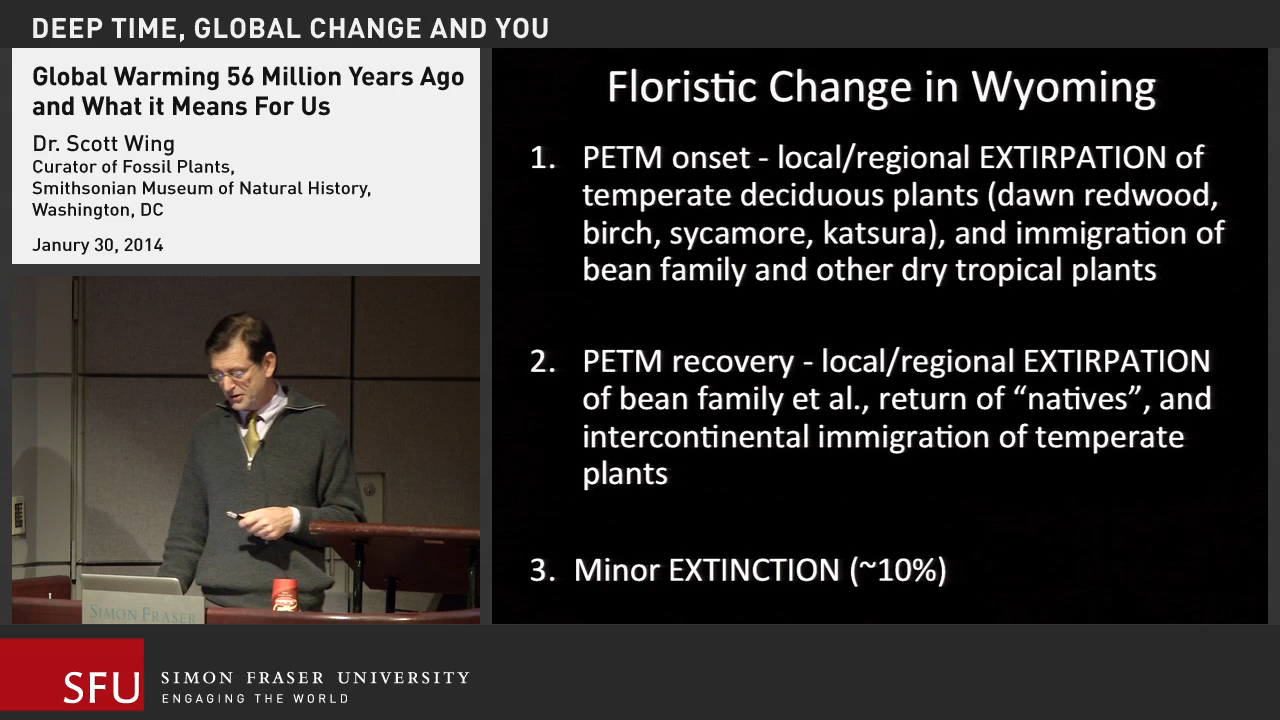 DEEP TIME, GLOBAL CHANGE AND YOU
Global Warming 56 Million Years Ago
and What it Means For Us
Dr. Scott Wing
Curator of Fossil Plants,
Smithsonian Museum of Natural History,
Washington, DC
Janury 30, 2014
Floristic Change in Wyoming
1. PETM onset - local/regional EXTIRPATION of
temperate deciduous plants (dawn redwood,
birch, sycamore, katsura), and immigration of
bean family and other dry tropical plants
2. PETM recovery - local/regional EXTIRPATION
of bean family et al., return of “natives”, and
intercontinental immigration of temperate
plants
3. Minor EXTINCTION (~10%)
SIMON FRASER
SFU
SIMON FRASER UNIVERSITY
ENGAGING THE WORLD